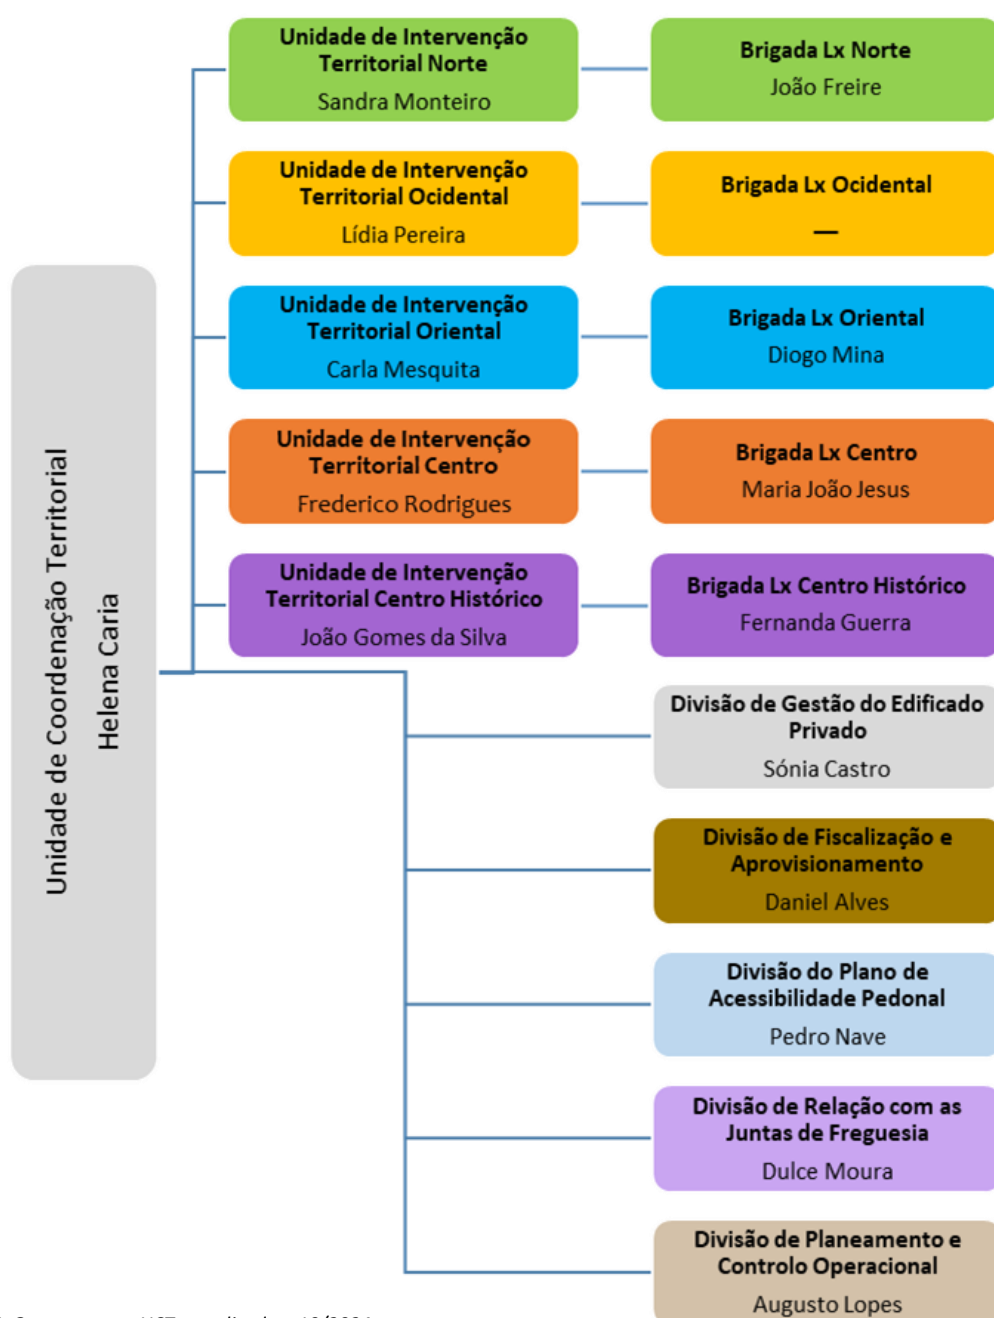 Unidade de Coordenação Territorial
Helena Caria
Unidade de Intervenção
Territorial Norte
Sandra Monteiro
Brigada Lx Norte
João Freire
Unidade de Intervenção
Territorial Ocidental
Lídia Pereira
Brigada Lx Ocidental
—
Unidade de Intervenção
Territorial Oriental
Carla Mesquita
Brigada Lx Oriental
Diogo Mina
Unidade de Intervenção
Territorial Centro
Frederico Rodrigues
Brigada Lx Centro
Maria João Jesus
Unidade de Intervenção
Territorial Centro Histórico
João Gomes da Silva
Brigada Lx Centro Histórico
Fernanda Guerra
Divisão de Gestão do Edificado
Privado
Sónia Castro
Divisão de Fiscalização e
Aprovisionamento
Daniel Alves
Divisão do Plano de
Acessibilidade Pedonal
Pedro Nave
Divisão de Relação com as
Juntas de Freguesia
Dulce Moura
Divisão de Planeamento e
Controlo Operacional
Augusto Lopes